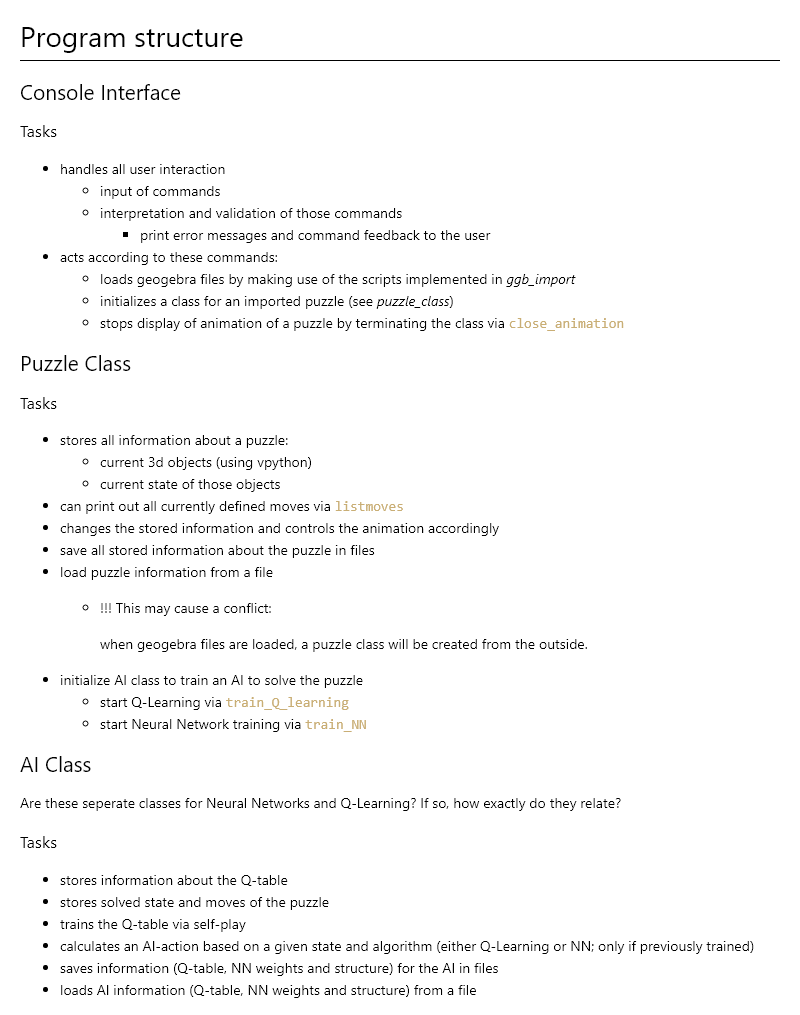 Program structure
Console Interface
Tasks
handles all user interaction
input of commands
interpretation and validation of those commands
print error messages and command feedback to the user
acts according to these commands:
loads geogebra files by making use of the scripts implemented in ggb_import
initializes a class for an imported puzzle (see puzzle_class)
stops display of animation of a puzzle by terminating the class via close_animation
Puzzle Class
Tasks
stores all information about a puzzle:
current 3d objects (using vpython)
current state of those objects
can print out all currently defined moves via listmoves
changes the stored information and controls the animation accordingly
save all stored information about the puzzle in files
load puzzle information from a file
!!! This may cause a conflict:
when geogebra files are loaded, a puzzle class will be created from the outside.
initialize AI class to train an AI to solve the puzzle
start Q-Learning via train_Q_learning
start Neural Network training via train_NN
AI Class
Are these seperate classes for Neural Networks and Q-Learning? If so, how exactly do they relate?
Tasks
stores information about the Q-table
stores solved state and moves of the puzzle
trains the Q-table via self-play
calculates an AI-action based on a given state and algorithm (either Q-Learning or NN; only if previously trained)
saves information (Q-table, NN weights and structure) for the AI in files
loads AI information (Q-table, NN weights and structure) from a file